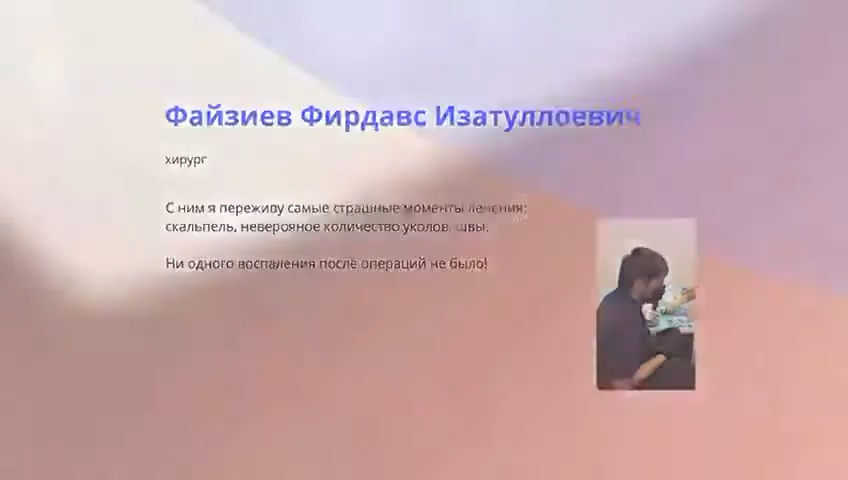 Файзиев Фирдавс Изатуллоевич
хирург
С ним я переживу самые страшные моменты лечения:
скальпель, невероятное количество уколов, швы.
Ни одного воспаления после операций не было!